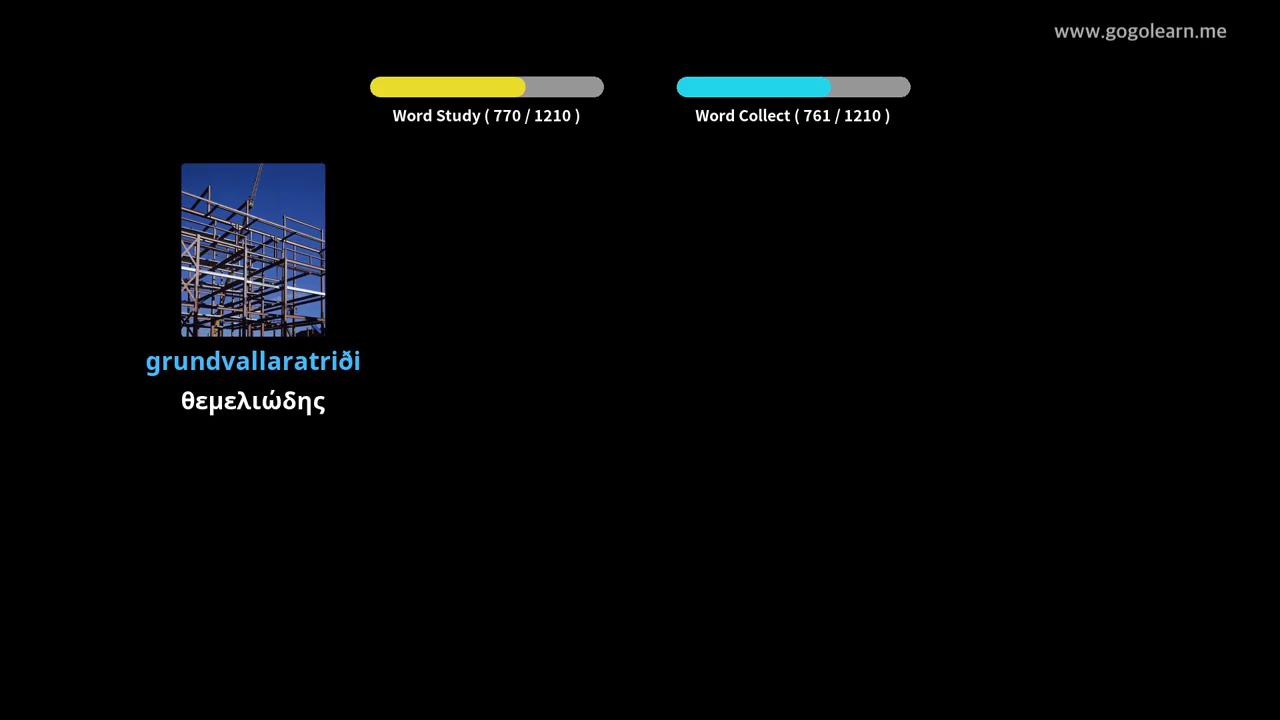 www.gogolearn.me
Word Study ( 770 / 1210 )
Word Collect ( 761 / 1210 )
grundvallaratriði
θεμελιώδης